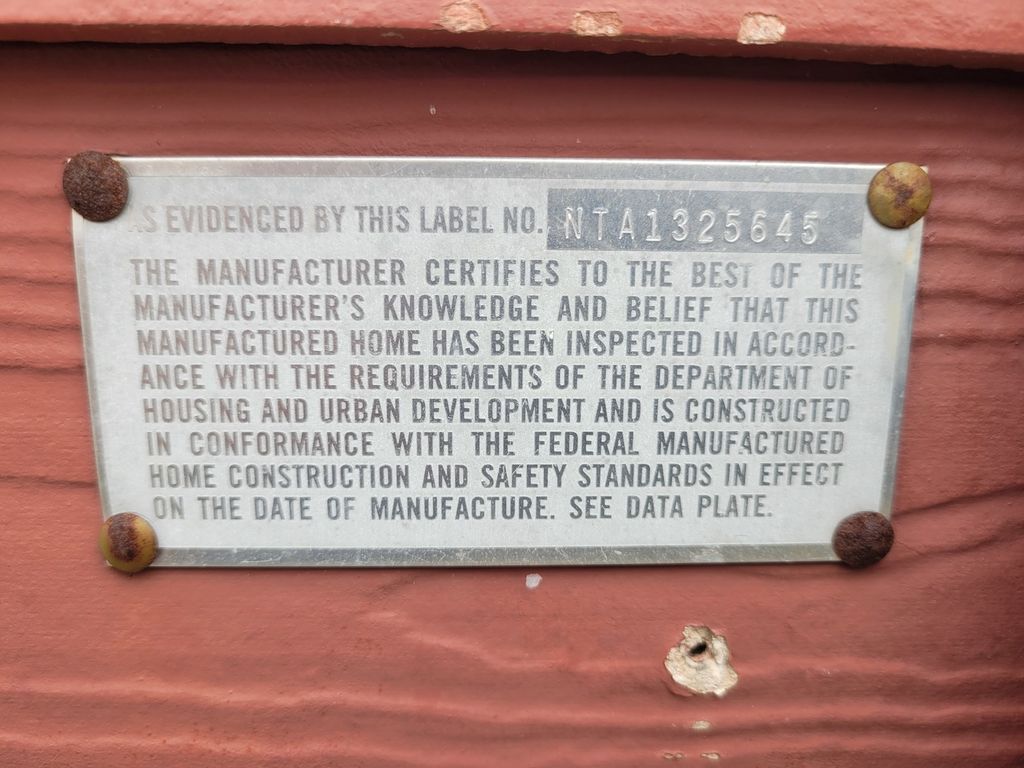 AS EVIDENCED BY THIS LABEL NO. NTA1325645
THE MANUFACTURER CERTIFIES TO THE BEST OF THE
MANUFACTURER'S KNOWLEDGE AND BELIEF THAT THIS
MANUFACTURED HOME HAS BEEN INSPECTED IN ACCORD-
ANCE WITH THE REQUIREMENTS OF THE DEPARTMENT OF
HOUSING AND URBAN DEVELOPMENT AND IS CONSTRUCTED
IN CONFORMANCE WITH THE FEDERAL MANUFACTURED
HOME CONSTRUCTION AND SAFETY STANDARDS IN EFFECT
ON THE DATE OF MANUFACTURE. SEE DATA PLATE.